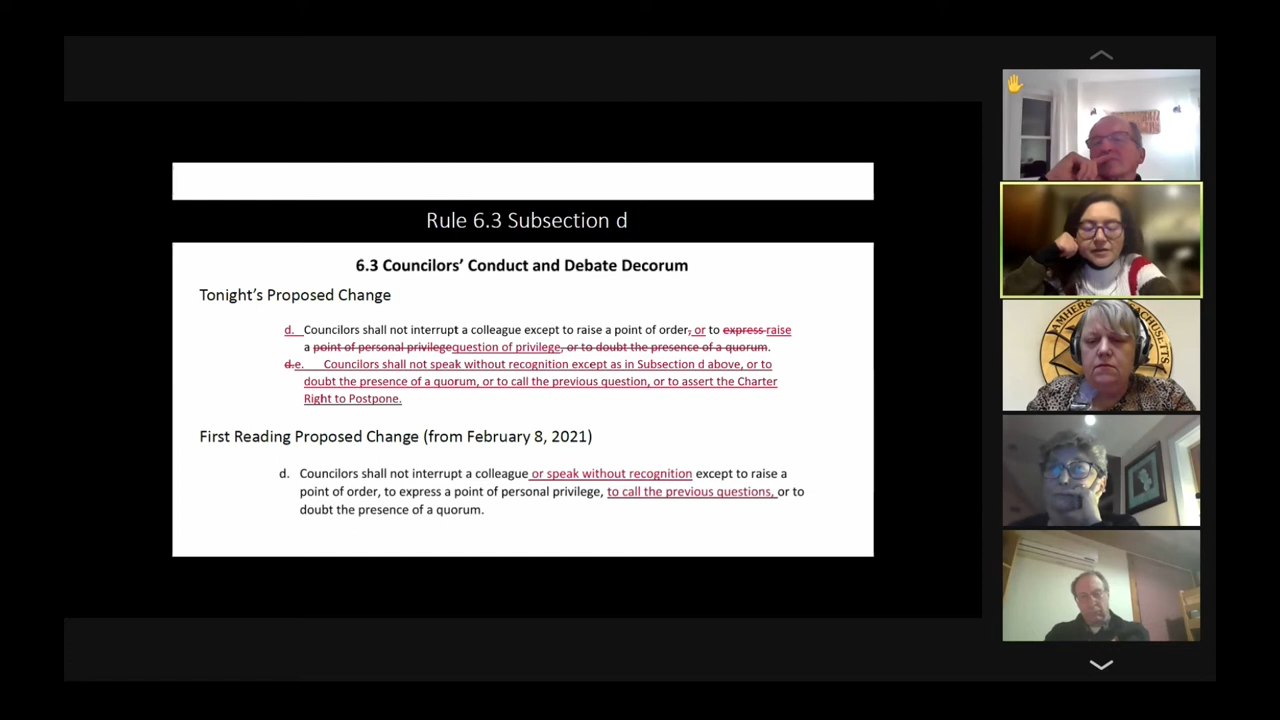 Rule 6.3 Subsection d
6.3 Councilors' Conduct and Debate Decorum
Tonight's Proposed Change
d. Councilors shall not interrupt a colleague except to raise a point of order, or to express raise
a point of personal privilegequestion of privilege, or to doubt the presence of a quorum.
d.e. Councilors shall not speak without recognition except as in Subsection d above, or to
doubt the presence of a quorum, or to call the previous question, or to assert the Charter
Right to Postpone.
First Reading Proposed Change (from February 8, 2021)
d. Councilors shall not interrupt a colleague or speak without recognition except to raise a
point of order, to express a point of personal privilege, to call the previous questions, or to
doubt the presence of a quorum.
AMHERST